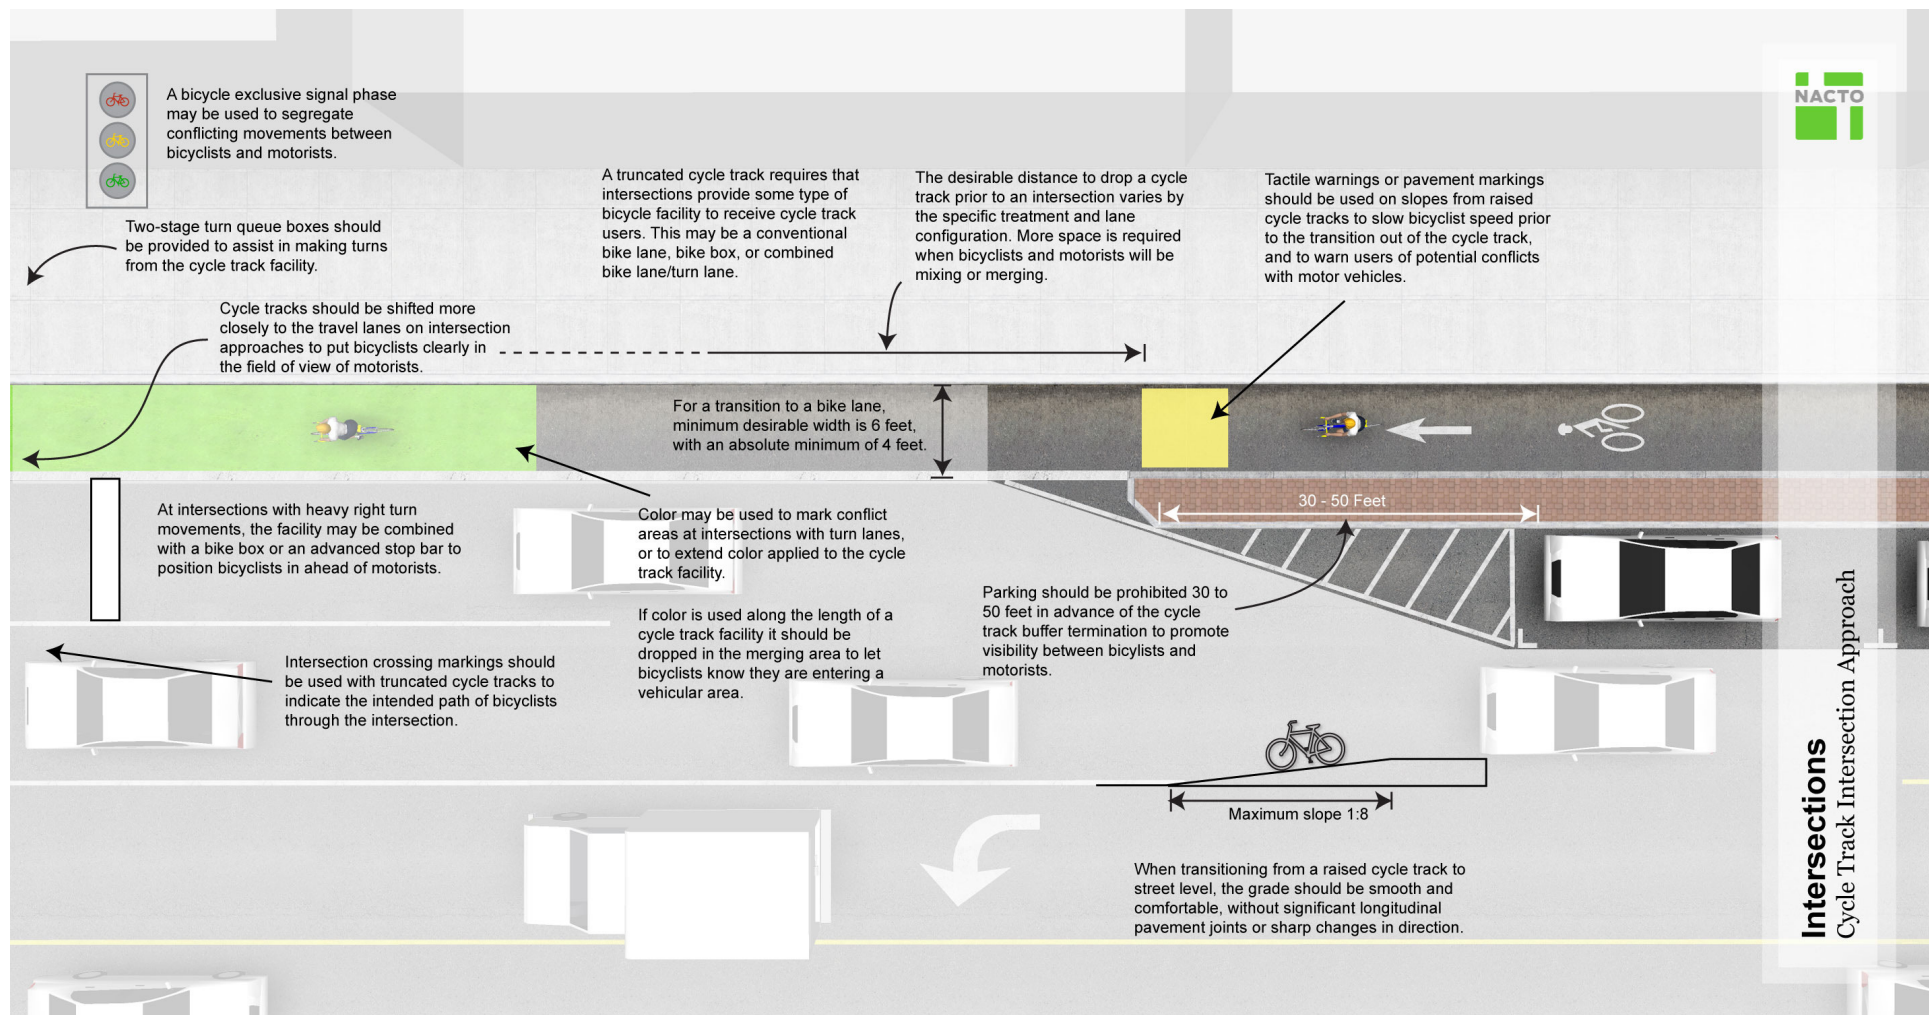 A bicycle exclusive signal phase
may be used to segregate
conflicting movements between
bicyclists and motorists.
NACTO
Two-stage turn queue boxes should
be provided to assist in making turns
from the cycle track facility.
A truncated cycle track requires that
intersections provide some type of
bicycle facility to receive cycle track
users. This may be a conventional
bike lane, bike box, or combined
bike lane/turn lane.
The desirable distance to drop a cycle
track prior to an intersection varies by
the specific treatment and lane
configuration. More space is required
when bicyclists and motorists will be
mixing or merging.
Tactile warnings or pavement markings
should be used on slopes from raised
cycle tracks to slow bicyclist speed prior
to the transition out of the cycle track,
and to warn users of potential conflicts
with motor vehicles.
Cycle tracks should be shifted more
closely to the travel lanes on intersection
approaches to put bicyclists clearly in
the field of view of motorists.
For a transition to a bike lane,
minimum desirable width is 6 feet,
with an absolute minimum of 4 feet.
30 - 50 Feet
At intersections with heavy right turn
movements, the facility may be combined
with a bike box or an advanced stop bar to
position bicyclists in ahead of motorists.
Color may be used to mark conflict
areas at intersections with turn lanes,
or to extend color applied to the cycle
track facility.
If color is used along the length of a
cycle track facility it should be
dropped in the merging area to let
bicyclists know they are entering a
vehicular area.
Parking should be prohibited 30 to
50 feet in advance of the cycle
track buffer termination to promote
visibility between bicylists and
motorists.
Intersection crossing markings should
be used with truncated cycle tracks to
indicate the intended path of bicyclists
through the intersection.
Maximum slope 1:8
When transitioning from a raised cycle track to
street level, the grade should be smooth and
comfortable, without significant longitudinal
pavement joints or sharp changes in direction.
Intersections
Cycle Track Intersection Approach